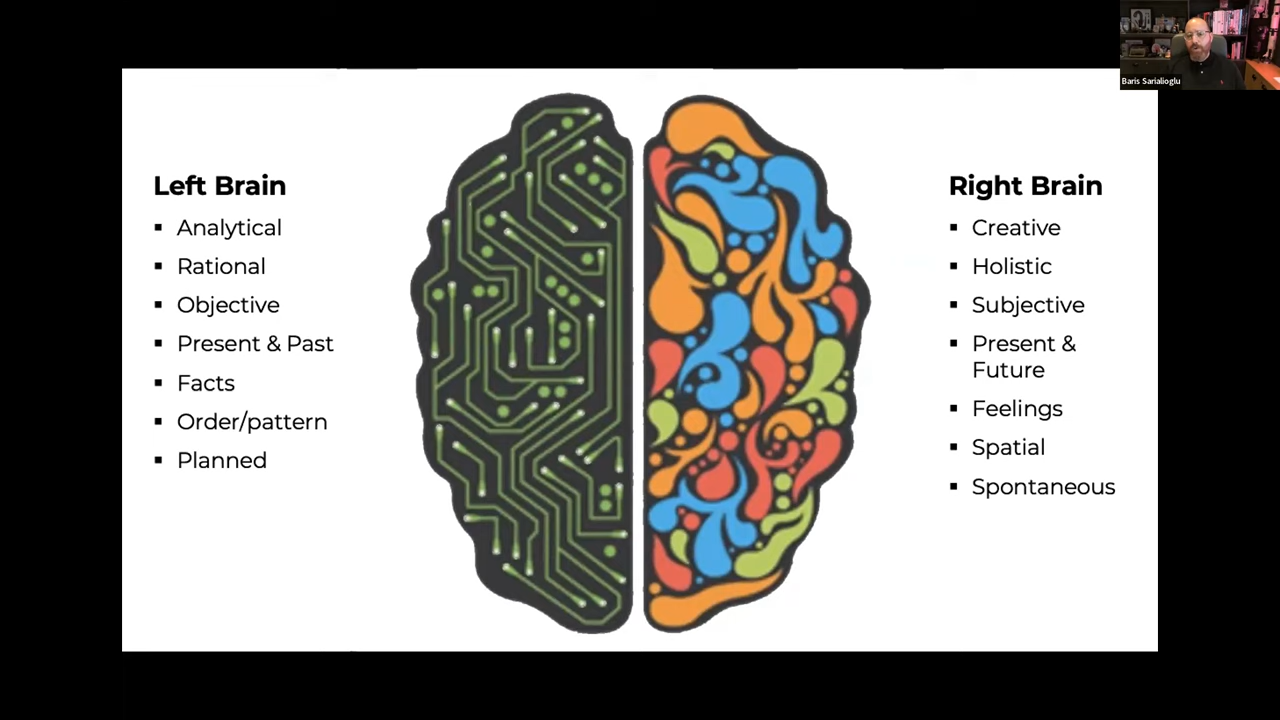 Baris Sarialioglu
Left Brain
▪ Analytical
▪ Rational
▪ Objective
▪ Present & Past
▪ Facts
▪ Order/pattern
▪ Planned
Right Brain
▪ Creative
▪ Holistic
▪ Subjective
▪ Present &
Future
▪ Feelings
▪ Spatial
▪ Spontaneous